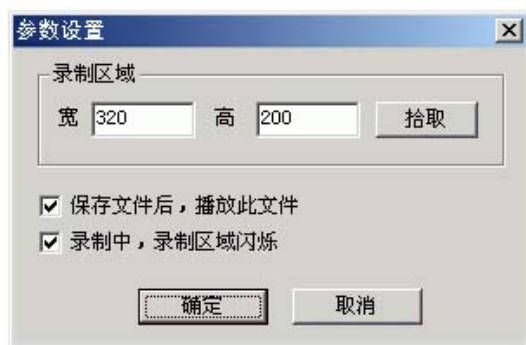 参数设置
录制区域
宽 320 高 200 拾取
保存文件后，播放此文件
录制中，录制区域闪烁
确定 取消